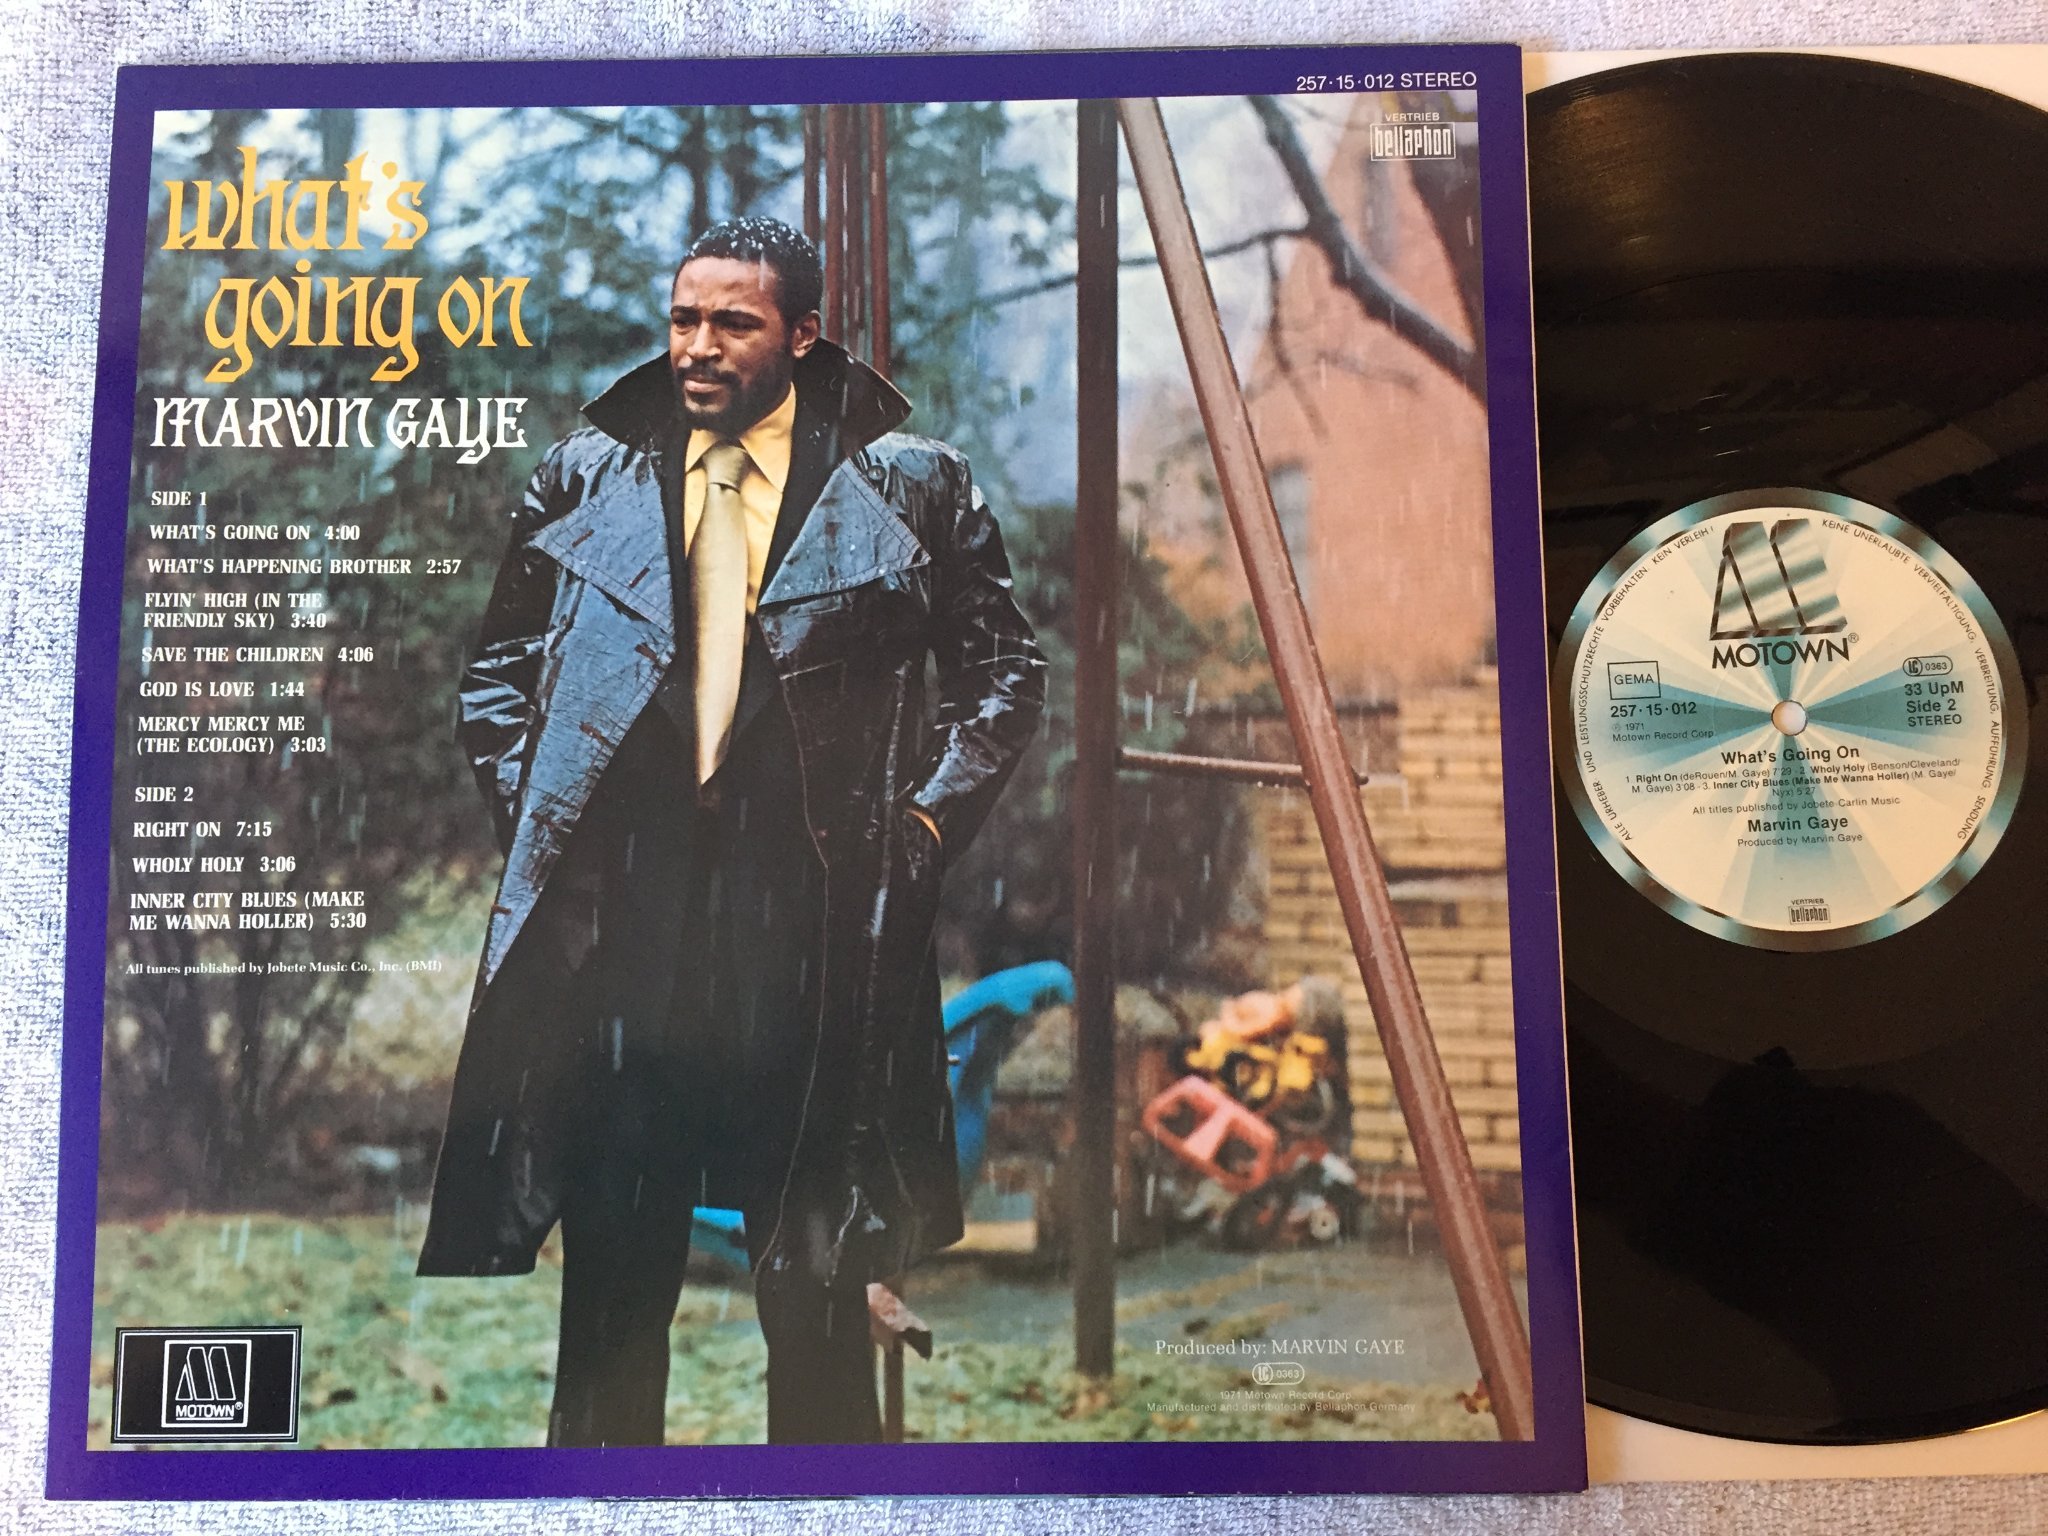 257·15·012 STEREO
VERTRIEB
bellaphon
what's
going on
MARVIN GAYE
SIDE 1
WHAT'S GOING ON 4:00
WHAT'S HAPPENING BROTHER 2:57
FLYIN' HIGH (IN THE
FRIENDLY SKY) 3:40
SAVE THE CHILDREN 4:06
GOD IS LOVE 1:44
MERCY MERCY ME
(THE ECOLOGY) 3:03
SIDE 2
RIGHT ON 7:15
WHOLY HOLY 3:06
INNER CITY BLUES (MAKE
ME WANNA HOLLER) 5:30
All tunes published by Jobete Music Co., Inc. (BMI)
MOTOWN®
Produced by: MARVIN GAYE
LC 0363
℗ 1971 Motown Record Corp.
Manufactured and distributed by Bellaphon Germany
ALLE URHEBER UND LEISTUNGSSCHUTZRECHTE VORBEHALTEN. KEIN VERLEIH! KEINE UNERLAUBTE VERVIELFÄLTIGUNG, VERBREITUNG, AUFFÜHRUNG, SENDUNG
MOTOWN®
GEMA
LC 0363
257·15·012
33 UpM
Side 2
STEREO
℗ 1971
Motown Record Corp.
What's Going On
1. Right On (deRouen/M. Gaye) 7'29 - 2. Wholy Holy (Benson/Cleveland/
M. Gaye) 3'08 - 3. Inner City Blues (Make Me Wanna Holler) (M. Gaye/
Nyx) 5'27
All titles published by Jobete Carlin Music
Marvin Gaye
Produced by Marvin Gaye
VERTRIEB
bellaphon